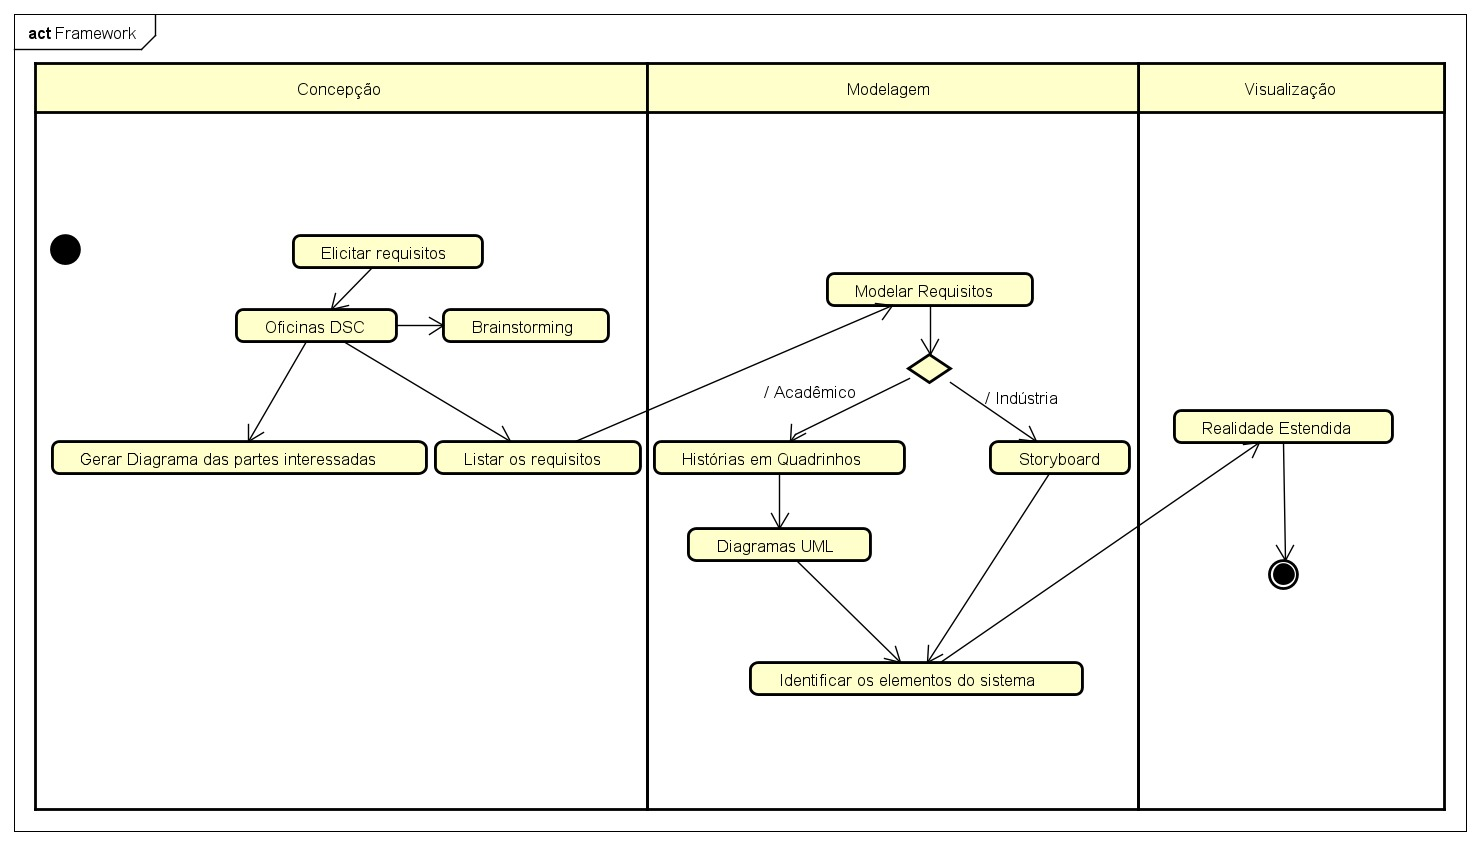 act Framework
Concepção
Modelagem
Visualização
Elicitar requisitos
Oficinas DSC
Brainstorming
Gerar Diagrama das partes interessadas
Listar os requisitos
Modelar Requisitos
/ Acadêmico
/ Indústria
Histórias em Quadrinhos
Storyboard
Diagramas UML
Identificar os elementos do sistema
Realidade Estendida